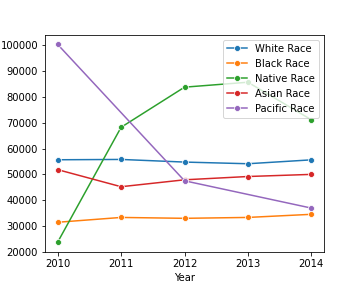 100000
90000
80000
70000
60000
50000
40000
30000
20000
2010 2011 2012 2013 2014
Year
White Race
Black Race
Native Race
Asian Race
Pacific Race